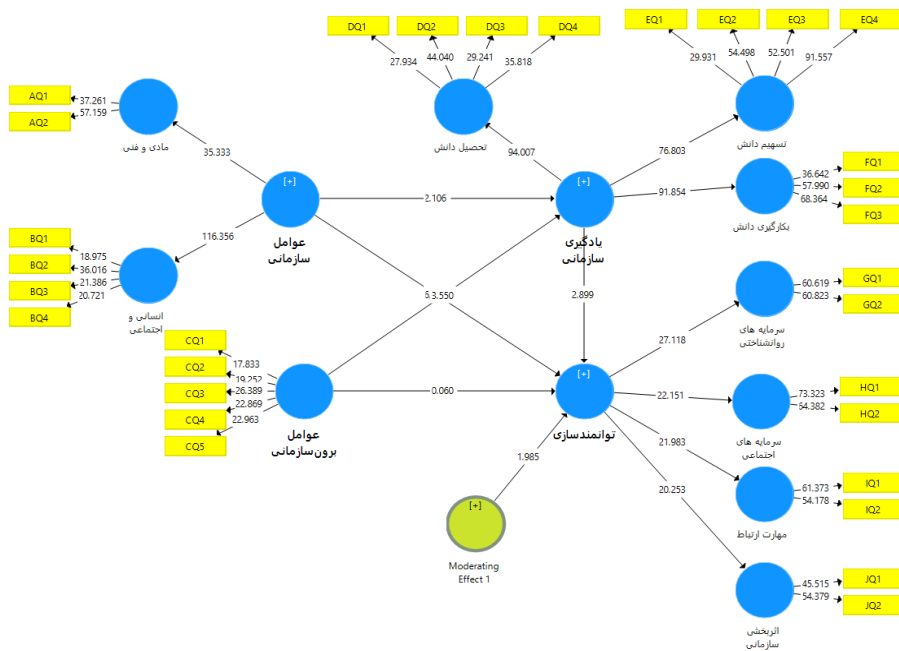 DQ1
DQ2
DQ3
DQ4
27.934
44.040
29.241
35.818
EQ1
EQ2
EQ3
EQ4
29.931
54.498
52.501
91.557
AQ1
AQ2
37.261
57.159
مادی و فنی
35.333
تحصیل دانش
94.007
تسهیم دانش
76.803
[+]
عوامل
سازمانی
2.106
[+]
یادگیری
سازمانی
91.854
بکارگیری دانش
36.642
57.990
68.364
FQ1
FQ2
FQ3
116.356
BQ1
BQ2
BQ3
BQ4
18.975
36.016
21.386
20.721
انسانی و
اجتماعی
3.550
2.899
سرمایه های
روانشناختی
60.619
60.823
GQ1
GQ2
27.118
CQ1
CQ2
CQ3
CQ4
CQ5
17.833
19.252
26.389
22.869
22.963
عوامل
برون‌سازمانی
0.060
[+]
توانمندسازی
22.151
سرمایه های
اجتماعی
73.323
HQ1
HQ2
1.985
21.983
20.253
[+]
Moderating
Effect 1
مهارت ارتباط
61.373
54.178
IQ1
IQ2
اثربخشی
سازمانی
45.515
54.379
JQ1
JQ2